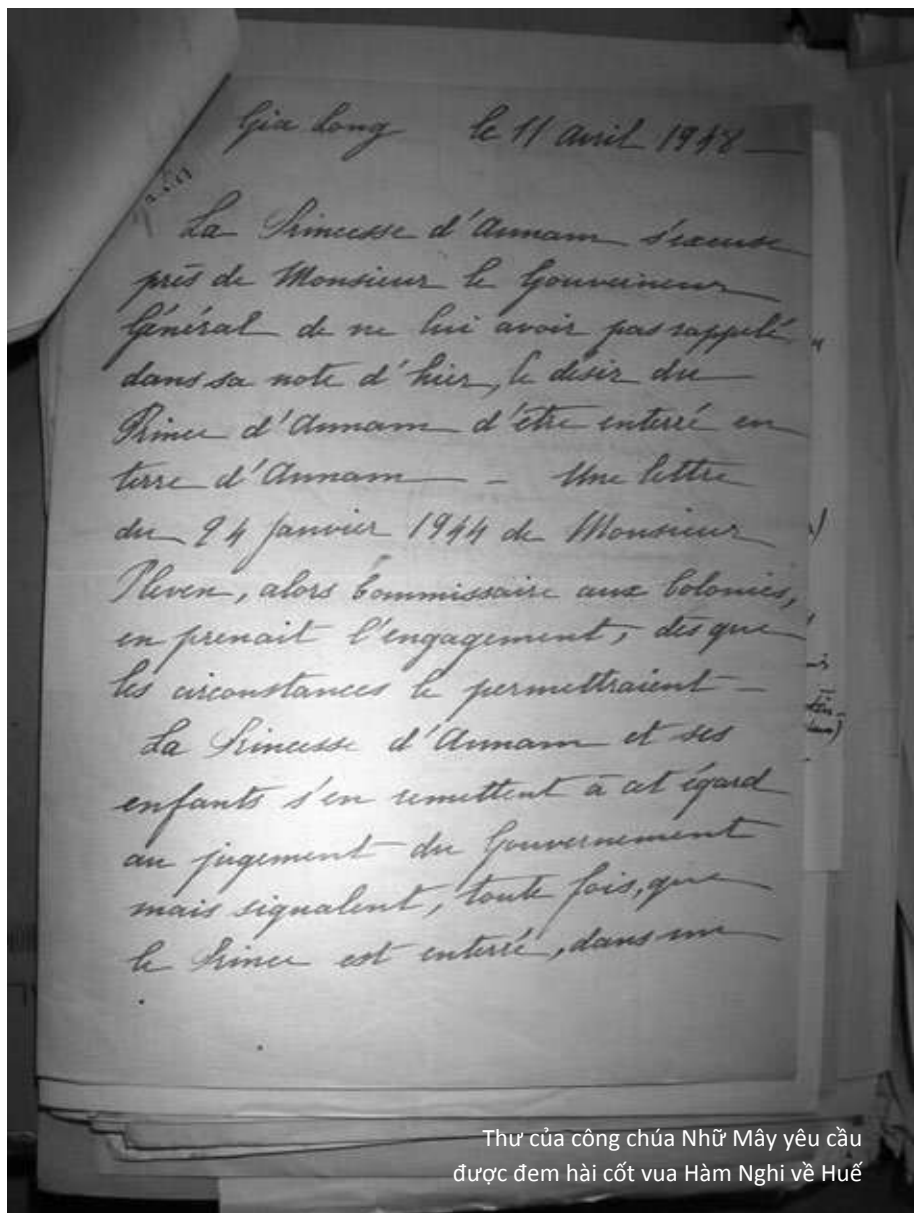 Gia Long le 11 Avril 1948 —
La Princesse d'Annam s'excuse
près de Monsieur le Gouverneur
Général de ne lui avoir pas rappelé
dans sa note d'hier, le désir du
Prince d'Annam d'être enterré en
terre d'Annam — Une lettre
du 24 Janvier 1944 de Monsieur
Pleven, alors Commissaire aux Colonies,
en prenait l'engagement, dès que
les circonstances le permettraient —
La Princesse d'Annam et ses
enfants s'en remettent à cet égard
au jugement du Gouvernement
mais signalent, toute fois, que
le Prince est enterré, dans un
Thư của công chúa Nhữ Mây yêu cầu
được đem hài cốt vua Hàm Nghi về Huế